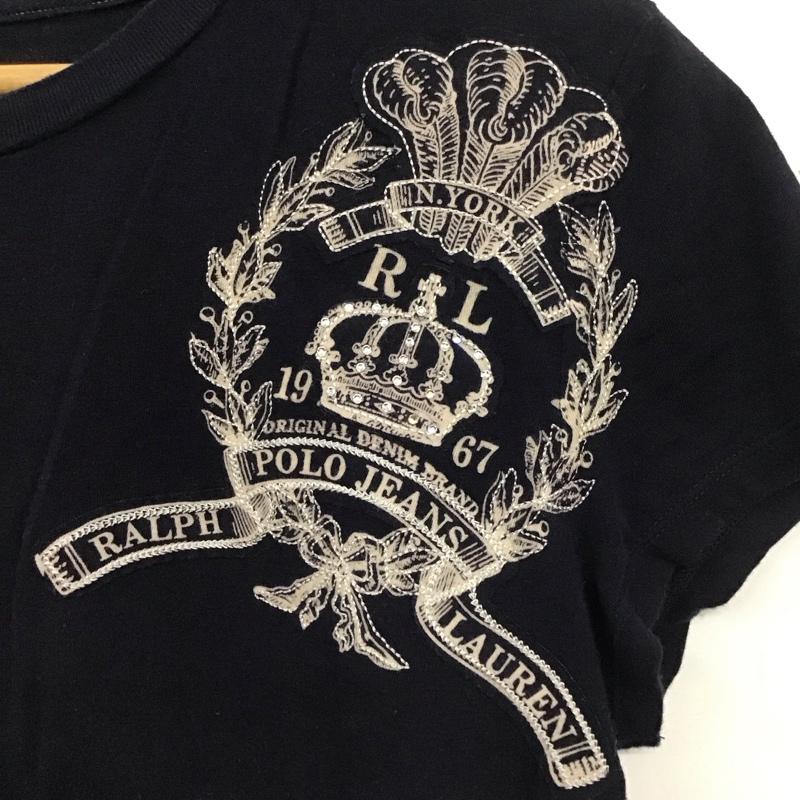 N.YORK
R L
19 67
ORIGINAL DENIM BRAND
POLO JEANS
RALPH
LAUREN